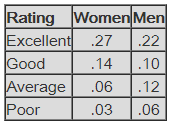 Rating Women Men
Excellent .27 .22
Good .14 .10
Average .06 .12
Poor .03 .06